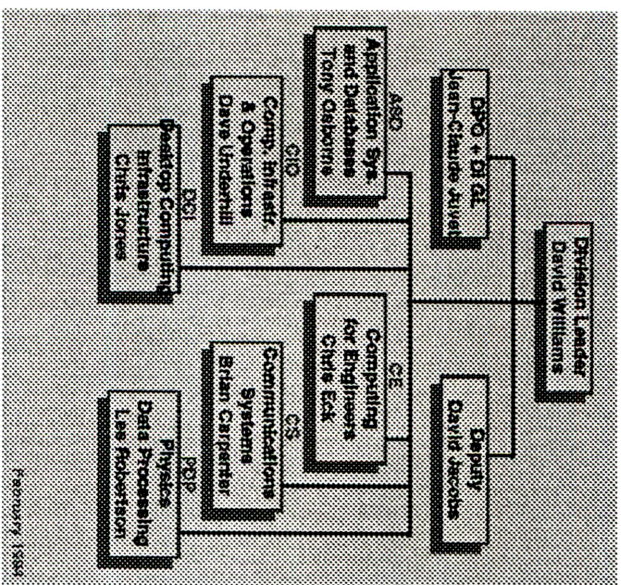 Division Leader
David Williams
DPO + DI GL
Jean-Claude Juvet
Deputy
David Jacobs
ASD
Application Sys.
and Databases
Tony Osborne
CE
Computing
for Engineers
Chris Eck
CIO
Comp. Infrastr.
& Operations
Dave Underhill
CS
Communications
Systems
Brian Carpenter
DCI
Desktop Computing
Infrastructure
Chris Jones
PDP
Physics
Data Processing
Les Robertson
February